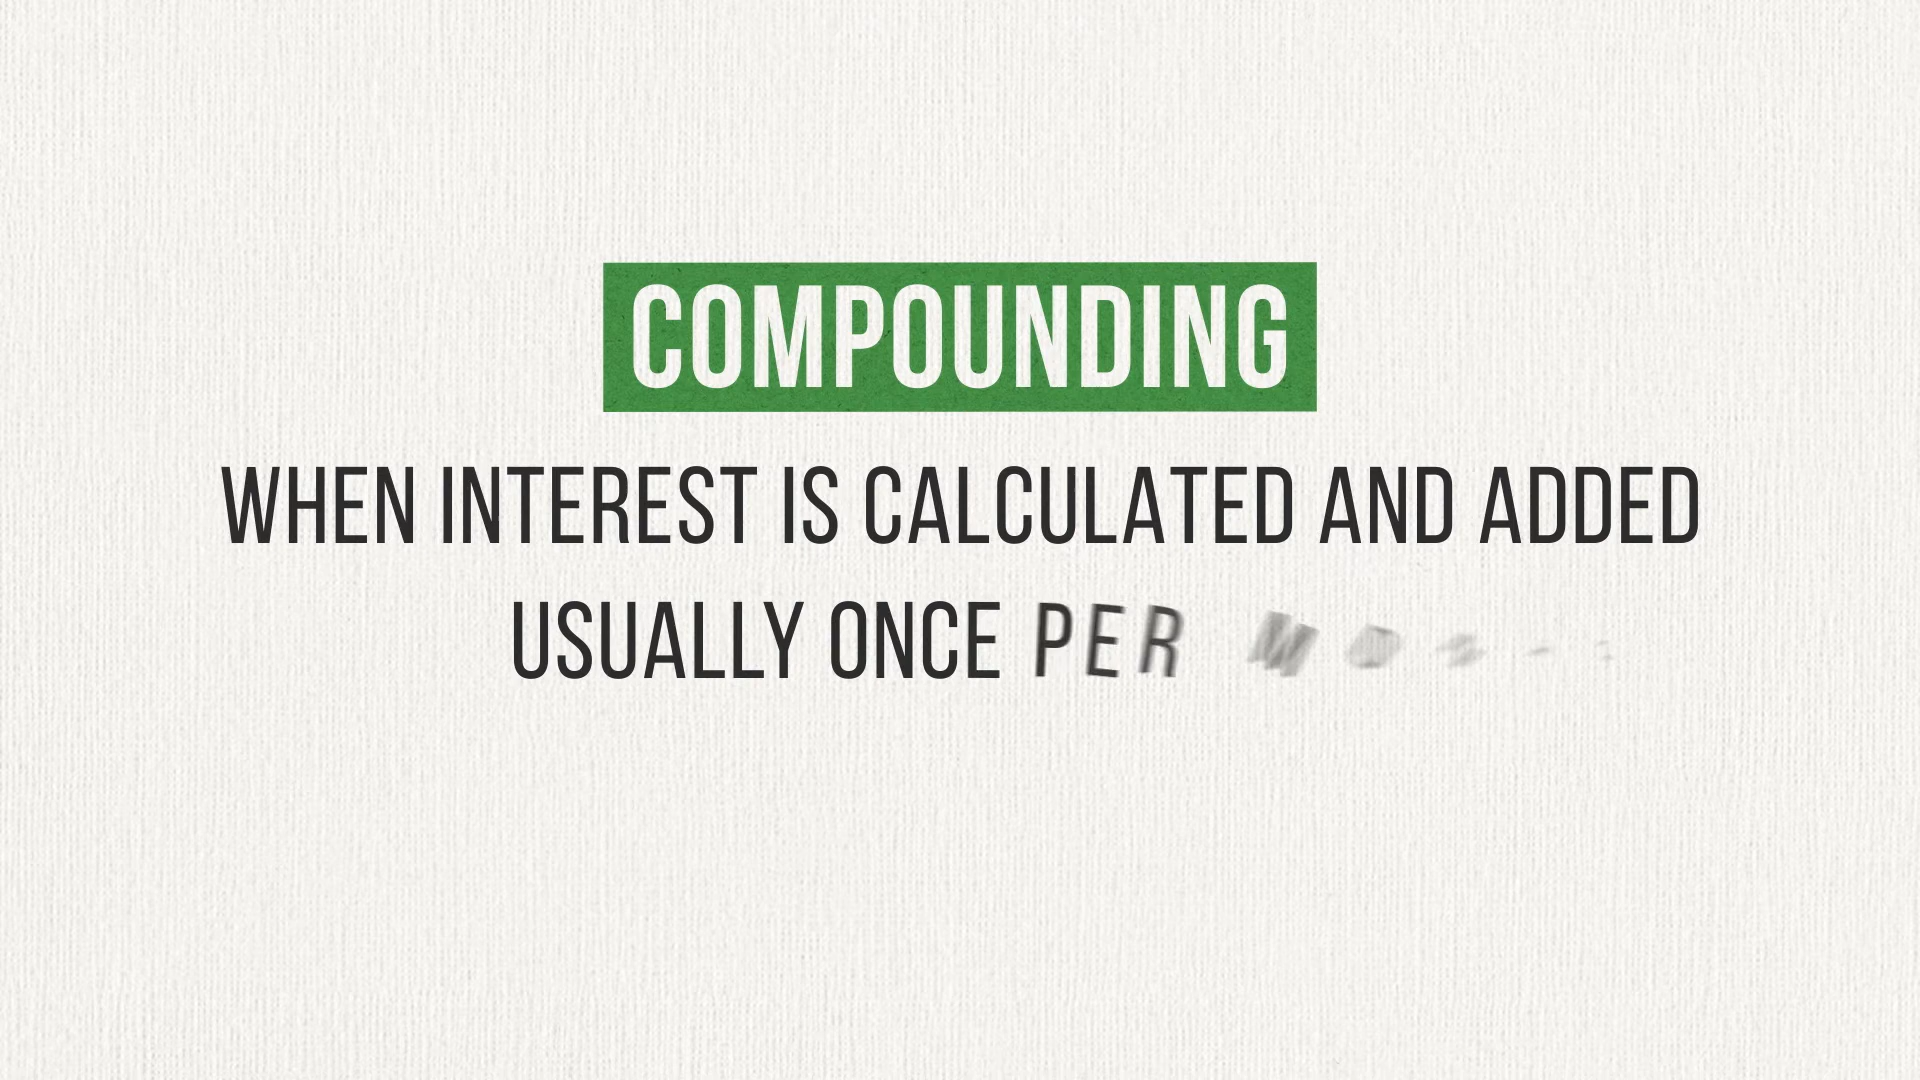 COMPOUNDING
WHEN INTEREST IS CALCULATED AND ADDED
USUALLY ONCE PER